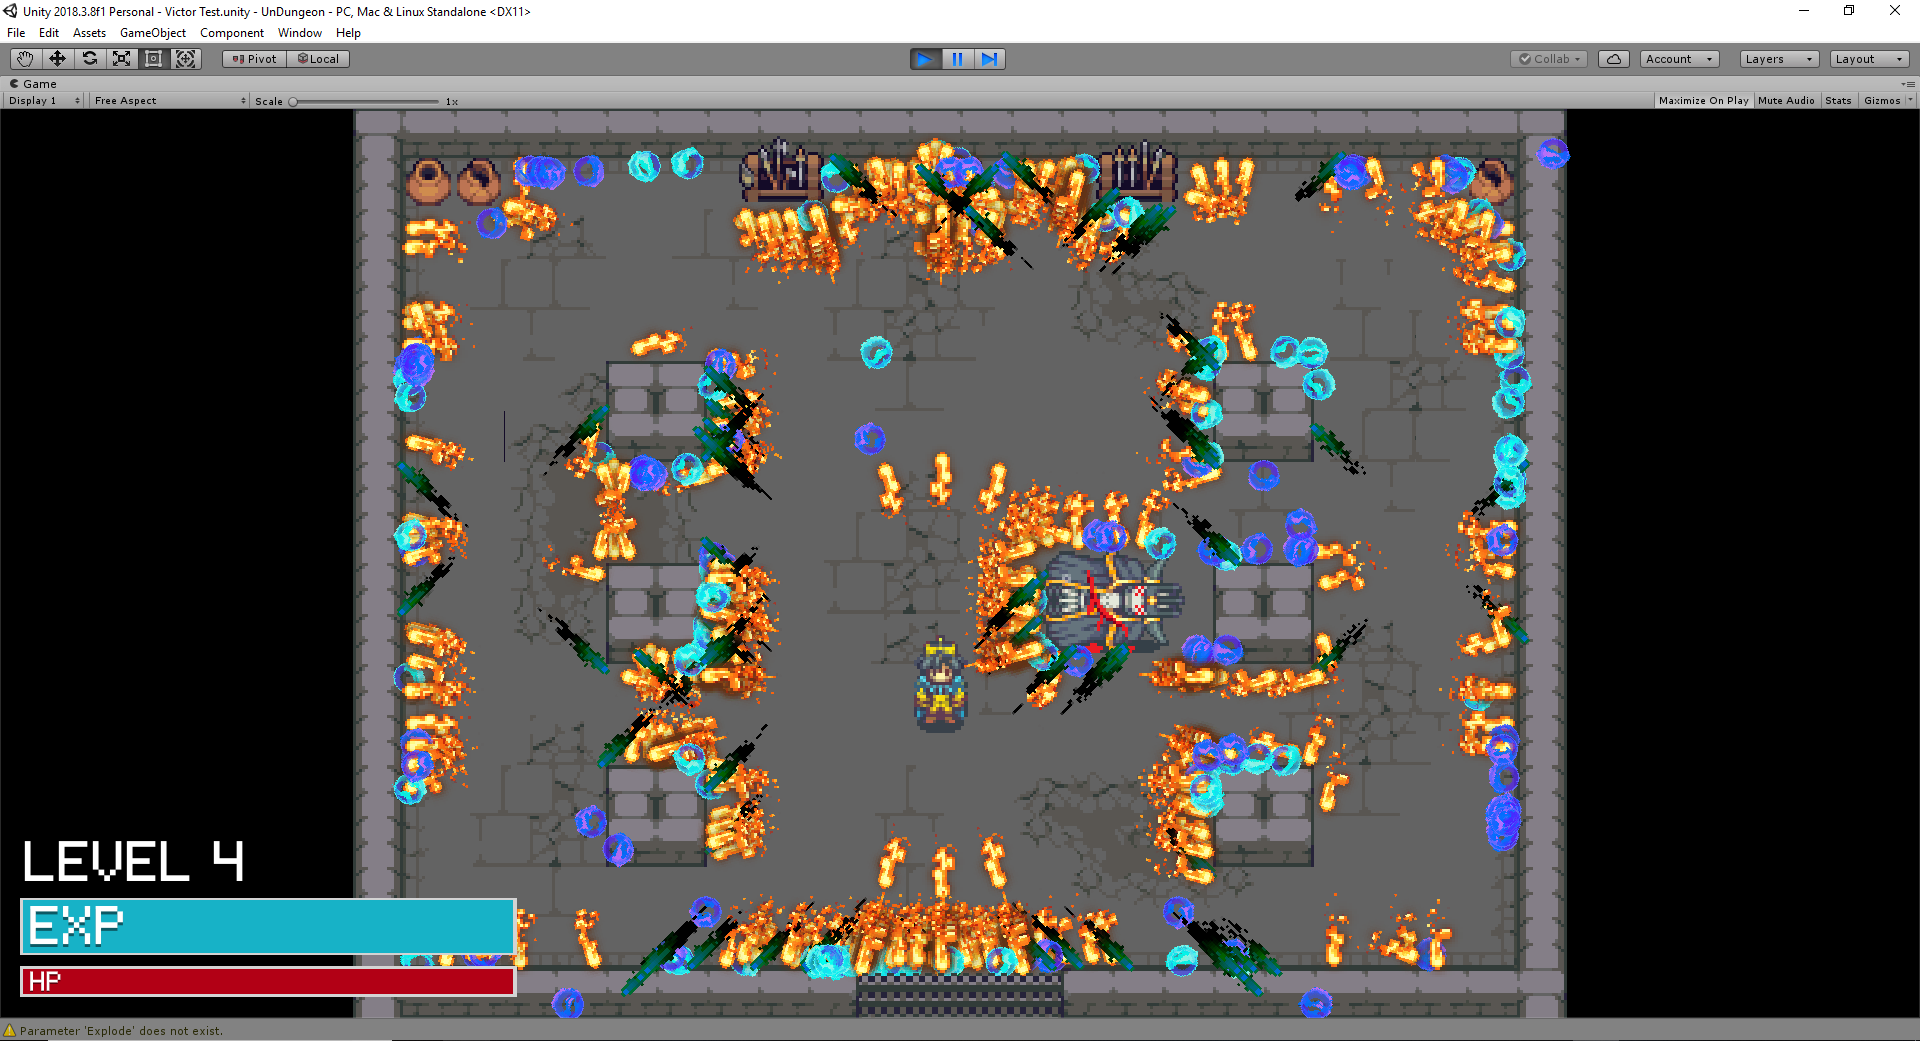 Unity 2018.3.8f1 Personal - Victor Test.unity - UnDungeon - PC, Mac & Linux Standalone <DX11>
File Edit Assets GameObject Component Window Help
Pivot Local Collab Account Layers Layout
Game
Display 1 Free Aspect Scale 1x Maximize On Play Mute Audio Stats Gizmos
LEVEL 4
EXP
HP
Parameter 'Explode' does not exist.